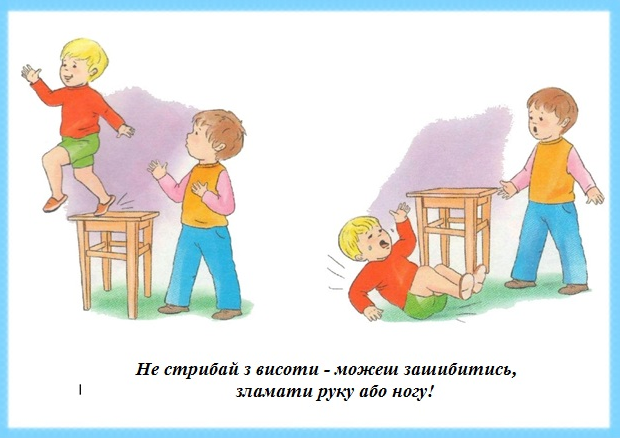 Не стрибай з висоти - можеш зашибитись,
зламати руку або ногу!